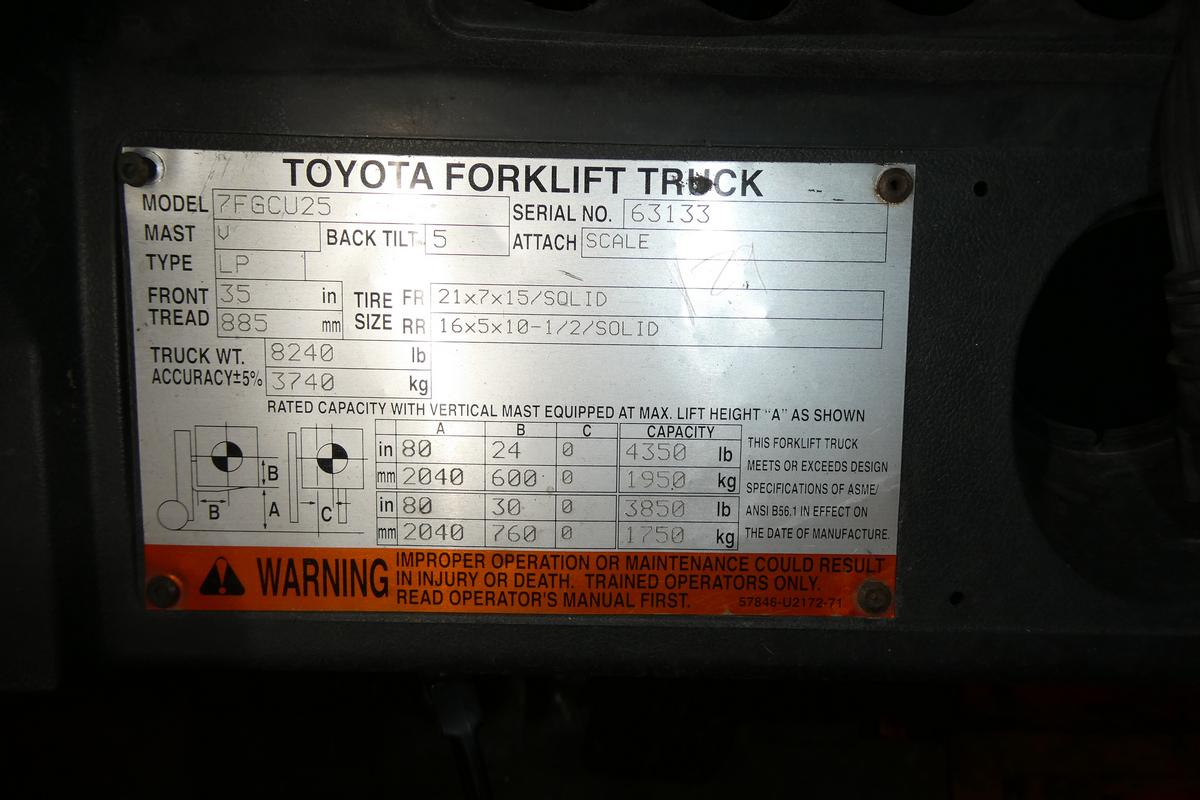 TOYOTA FORKLIFT TRUCK
MODEL 7FGCU25 SERIAL NO. 63133
MAST V BACK TILT 5 ATTACH SCALE
TYPE LP
FRONT TREAD 35 in TIRE SIZE FR 21x7x15/SOLID
885 mm RR 16x5x10-1/2/SOLID
TRUCK WT. 8240 lb
ACCURACY±5% 3740 kg
RATED CAPACITY WITH VERTICAL MAST EQUIPPED AT MAX. LIFT HEIGHT "A" AS SHOWN
A B C CAPACITY
in 80 24 0 4350 lb
mm 2040 600 0 1950 kg
in 80 30 0 3850 lb
mm 2040 760 0 1750 kg
B
B A C
THIS FORKLIFT TRUCK
MEETS OR EXCEEDS DESIGN
SPECIFICATIONS OF ASME/
ANSI B56.1 IN EFFECT ON
THE DATE OF MANUFACTURE.
WARNING
IMPROPER OPERATION OR MAINTENANCE COULD RESULT
IN INJURY OR DEATH. TRAINED OPERATORS ONLY.
READ OPERATOR'S MANUAL FIRST. 57846-U2172-71